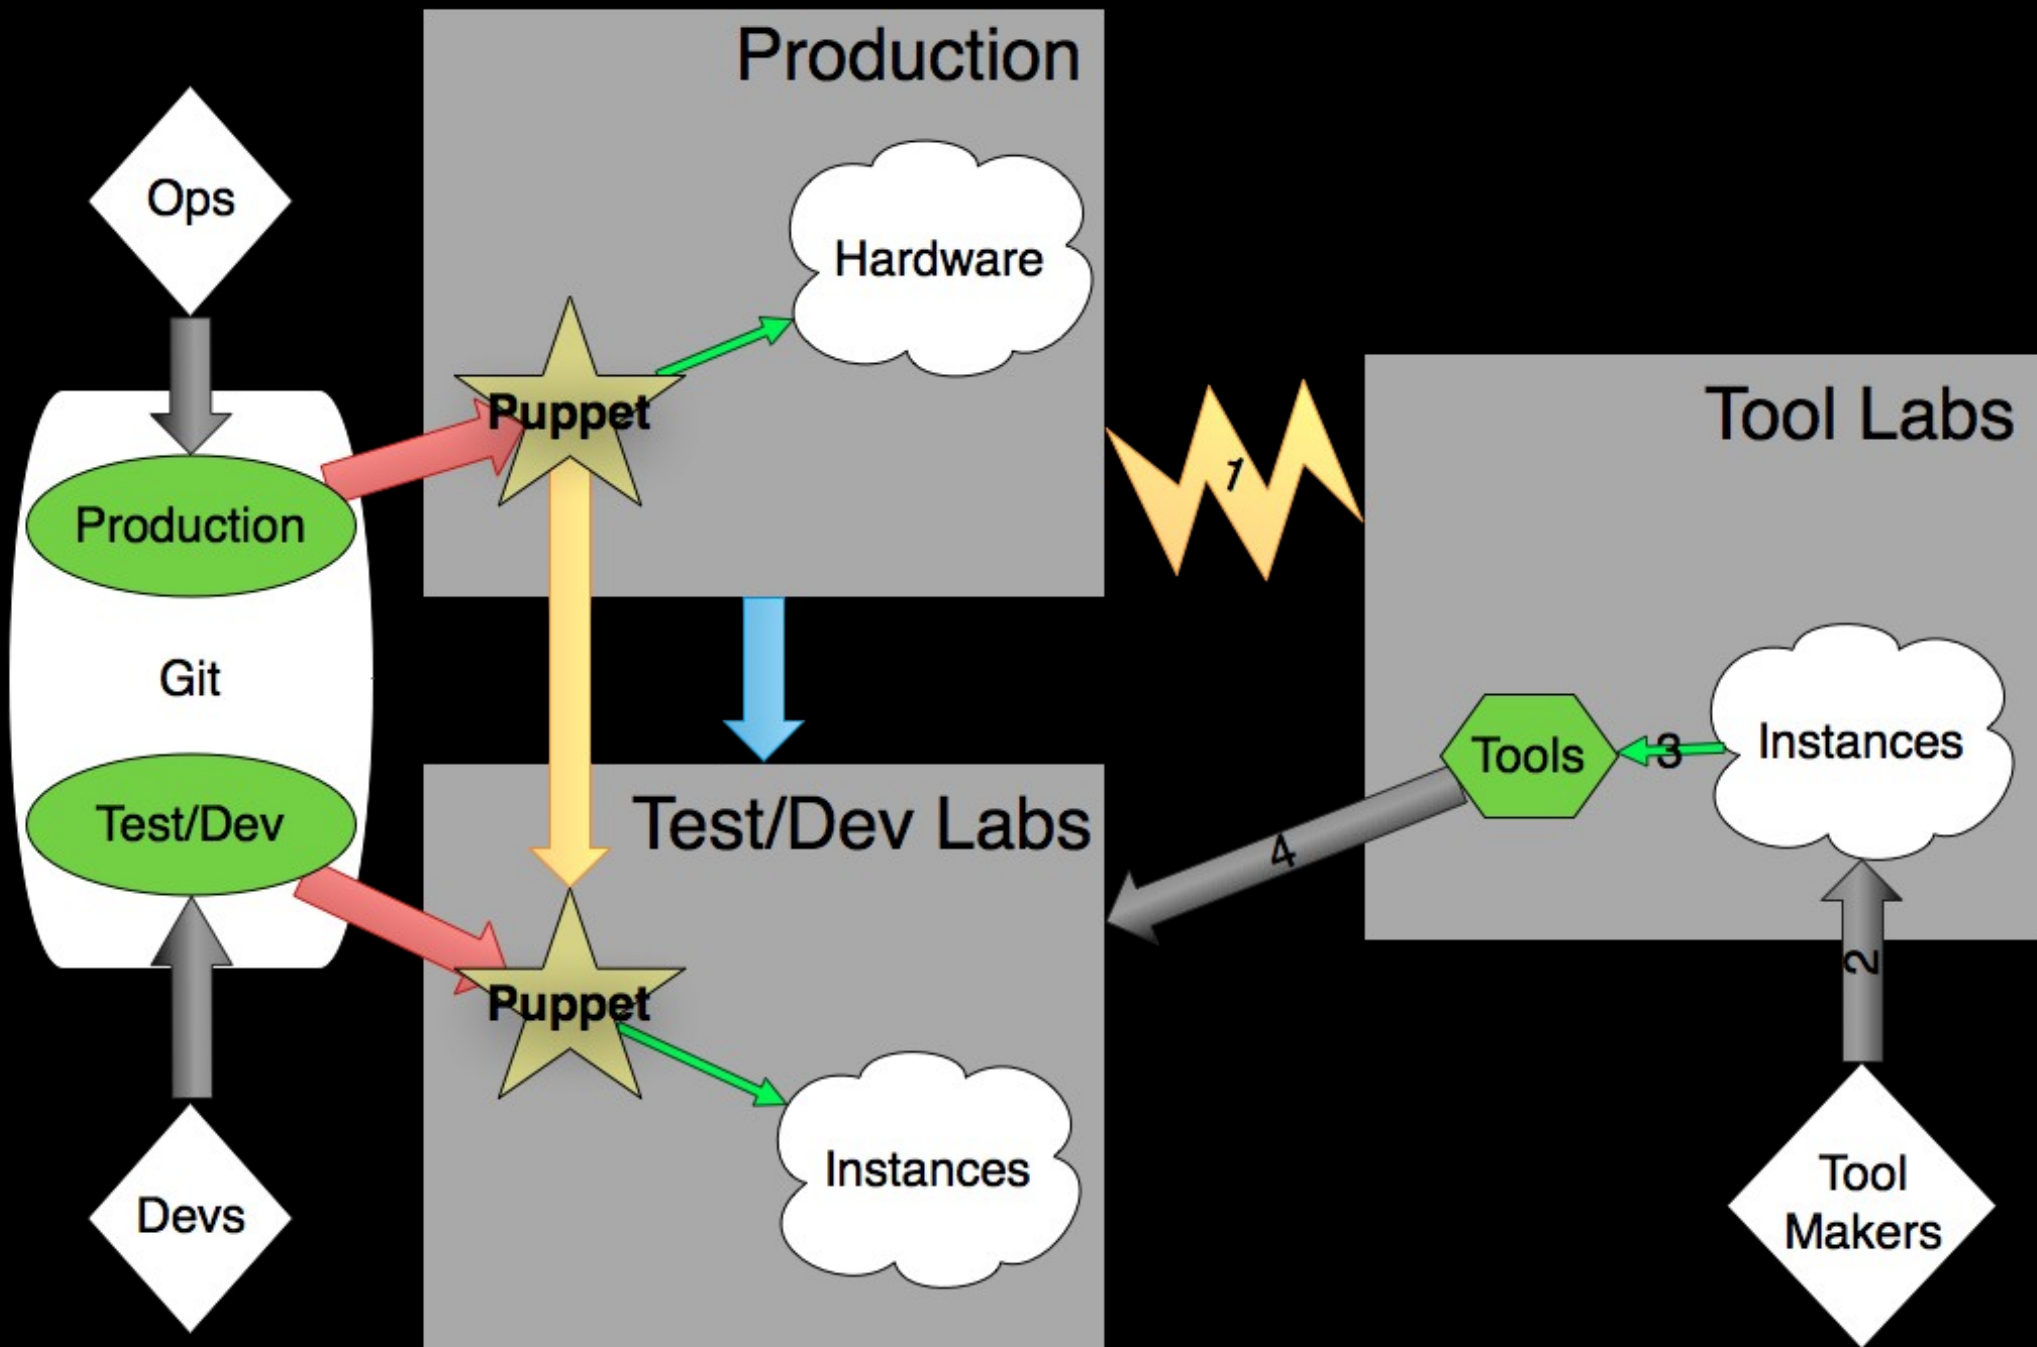 Production
Ops
Hardware
Puppet
Production
Git
Test/Dev
1
Tool Labs
Tools
3
Instances
4
2
Test/Dev Labs
Puppet
Instances
Devs
Tool
Makers